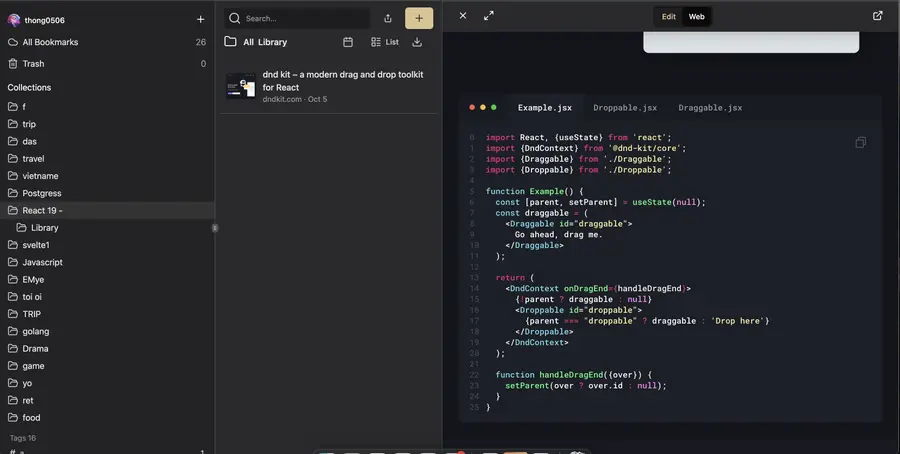 thong0506
All Bookmarks 26
Trash 0
Collections
f
trip
das
travel
vietname
Postgress
React 19 -
Library
svelte1
Javascript
EMye
toi oi
TRIP
golang
Drama
game
yo
ret
food
Tags 16
Search...
All Library
List
dnd kit – a modern drag and drop toolkit
for React
dndkit.com · Oct 5
Edit Web
Example.jsx Droppable.jsx Draggable.jsx
0 import React, {useState} from 'react';
1 import {DndContext} from '@dnd-kit/core';
2 import {Draggable} from './Draggable';
3 import {Droppable} from './Droppable';
4
5 function Example() {
6 const [parent, setParent] = useState(null);
7 const draggable = (
8 <Draggable id="draggable">
9 Go ahead, drag me.
10 </Draggable>
11 );
12
13 return (
14 <DndContext onDragEnd={handleDragEnd}>
15 {!parent ? draggable : null}
16 <Droppable id="droppable">
17 {parent === "droppable" ? draggable : 'Drop here'}
18 </Droppable>
19 </DndContext>
20 );
21
22 function handleDragEnd({over}) {
23 setParent(over ? over.id : null);
24 }
25 }